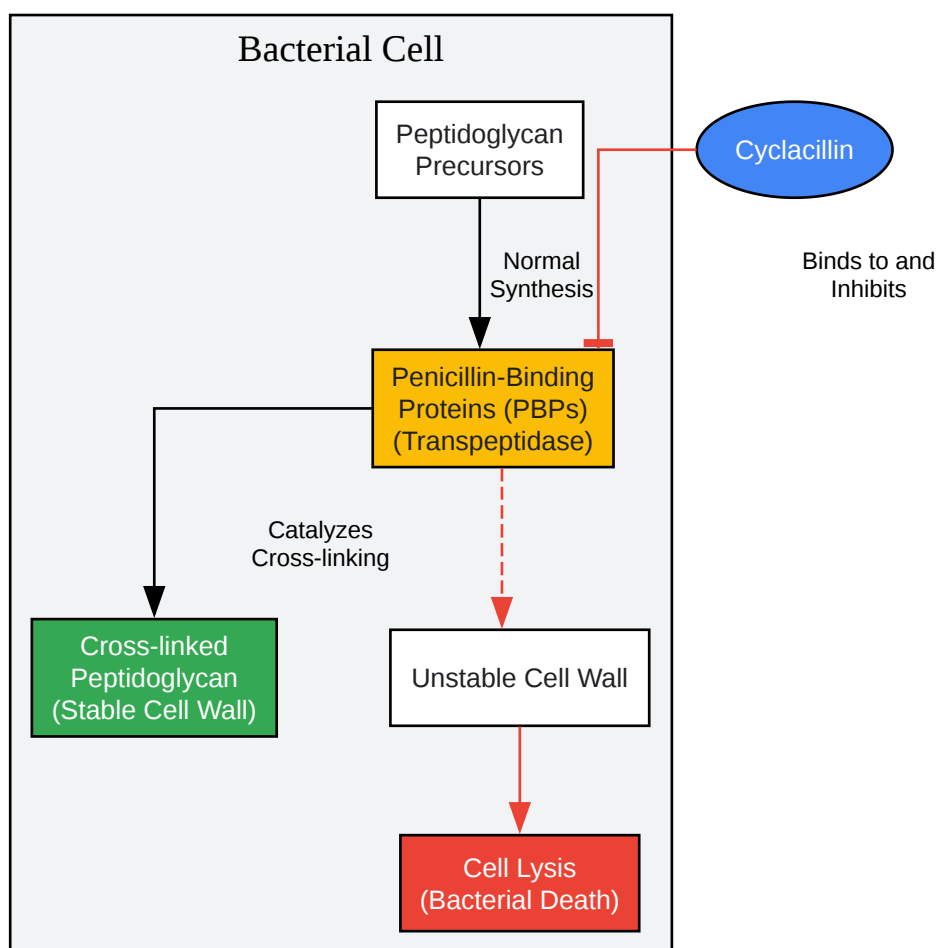 Bacterial Cell
Peptidoglycan
Precursors
Cyclacillin
Normal
Synthesis
Binds to and
Inhibits
Penicillin-Binding
Proteins (PBPs)
(Transpeptidase)
Catalyzes
Cross-linking
Cross-linked
Peptidoglycan
(Stable Cell Wall)
Unstable Cell Wall
Cell Lysis
(Bacterial Death)